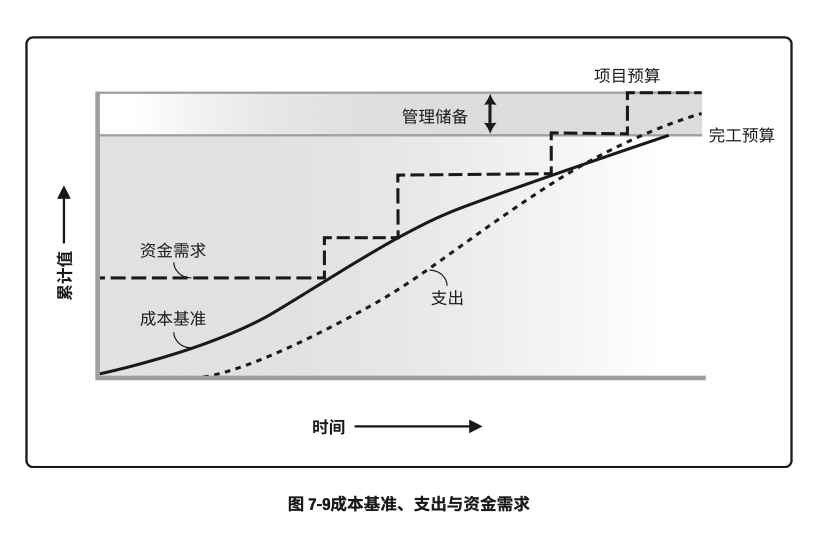 项目预算
管理储备
完工预算
资金需求
累计值
支出
成本基准
时间
图 7-9成本基准、支出与资金需求